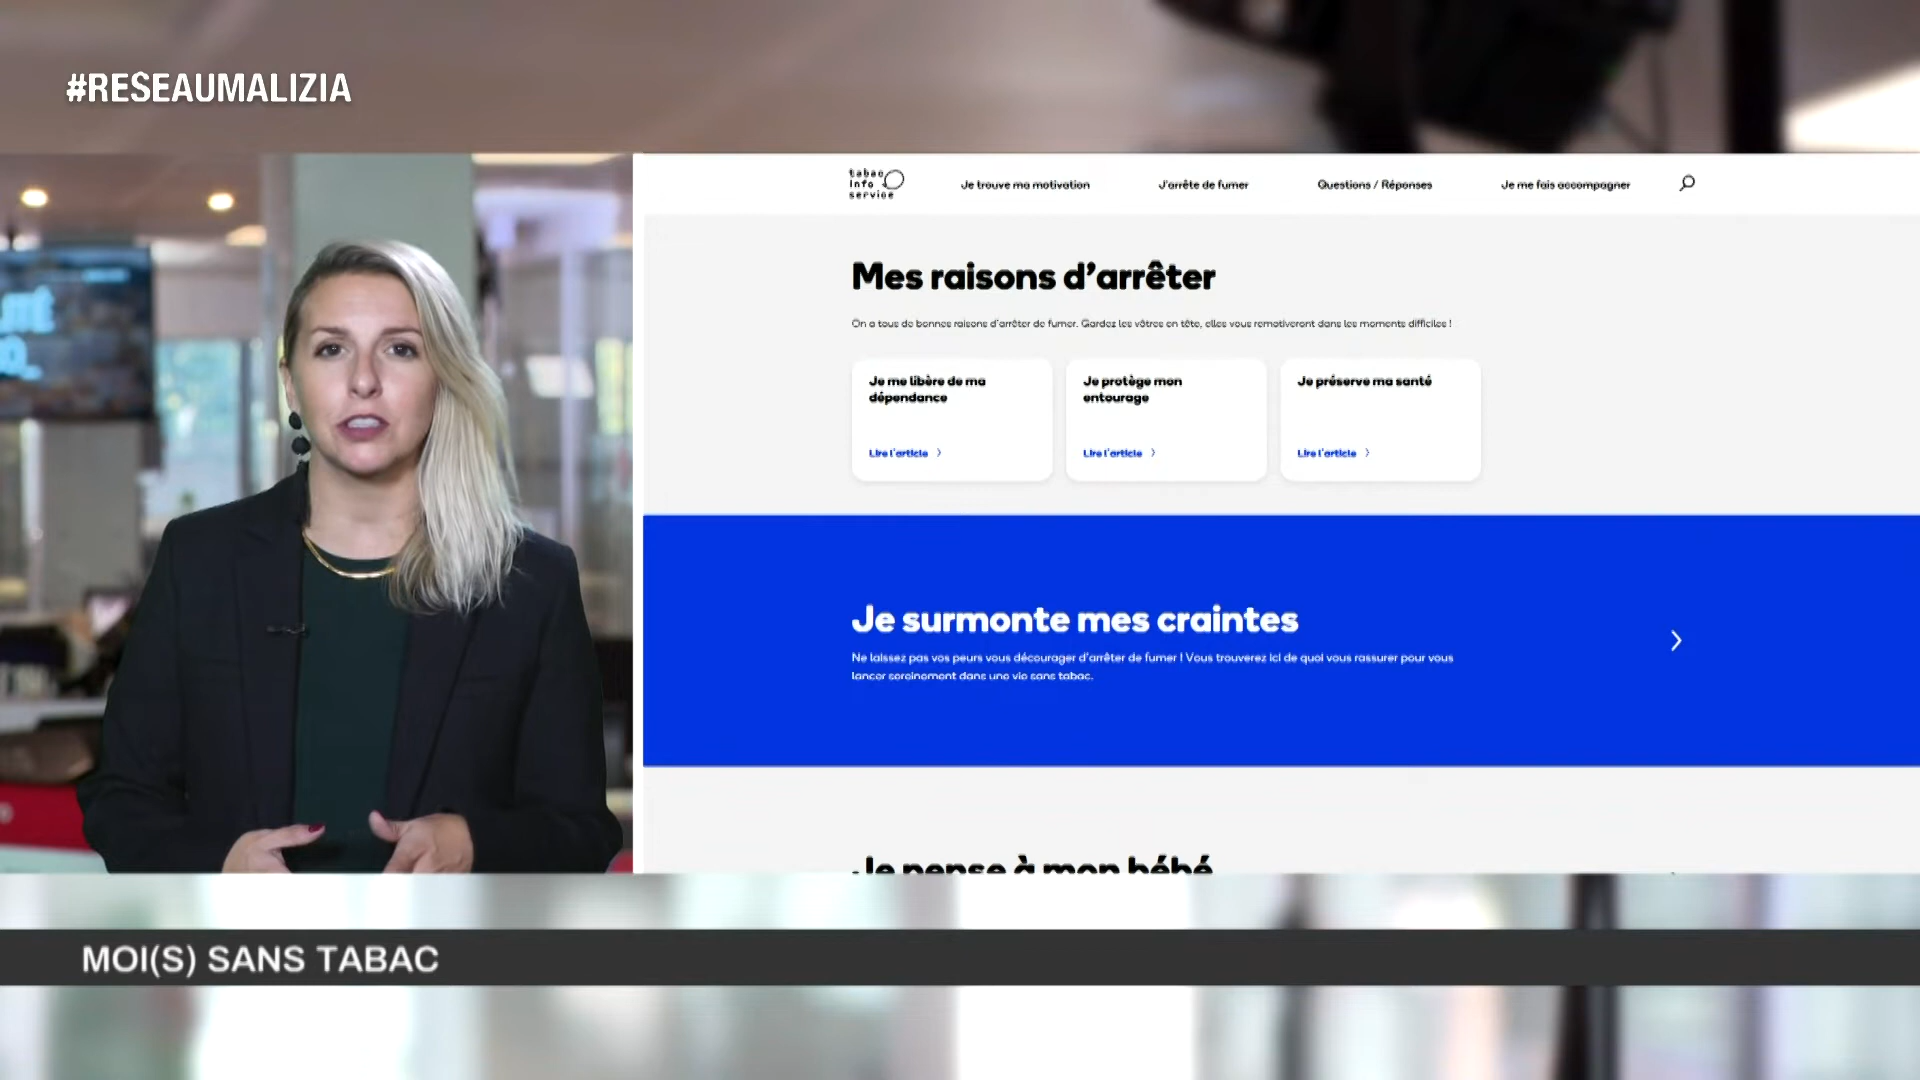 #RESEAUMALIZIA
tabac
info
service
Je trouve ma motivation
J'arrête de fumer
Questions / Réponses
Je me fais accompagner
Mes raisons d'arrêter
On a tous de bonnes raisons d'arrêter de fumer. Gardez les vôtres en tête, elles vous remotiveront dans les moments difficiles !
Je me libère de ma
dépendance
Lire l'article
Je protège mon
entourage
Lire l'article
Je préserve ma santé
Lire l'article
Je surmonte mes craintes
Ne laissez pas vos peurs vous décourager d'arrêter de fumer ! Vous trouverez ici de quoi vous rassurer pour vous
lancer sereinement dans une vie sans tabac.
Je pense à mon bébé
MOI(S) SANS TABAC